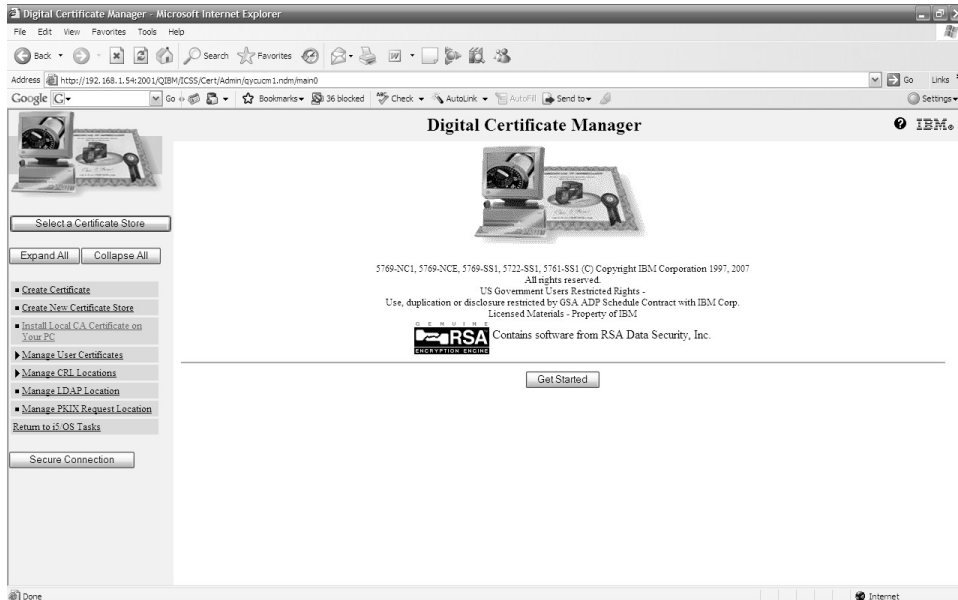 Digital Certificate Manager - Microsoft Internet Explorer
File Edit View Favorites Tools Help
Back Search Favorites
Address http://192.168.1.54:2001/QIBM/ICSS/Cert/Admin/qycucm1.ndm/main0 Go Links
Google Go Bookmarks 36 blocked Check AutoLink AutoFill Send to Settings
Digital Certificate Manager
IBM
Select a Certificate Store
Expand All Collapse All
Create Certificate
Create New Certificate Store
Install Local CA Certificate on
Your PC
Manage User Certificates
Manage CRL Locations
Manage LDAP Location
Manage PKIX Request Location
Return to i5/OS Tasks
Secure Connection
5769-NC1, 5769-NCE, 5769-SS1, 5722-SS1, 5761-SS1 (C) Copyright IBM Corporation 1997, 2007
All rights reserved.
US Government Users Restricted Rights -
Use, duplication or disclosure restricted by GSA ADP Schedule Contract with IBM Corp.
Licensed Materials - Property of IBM
GENUINE
RSA
ENCRYPTION ENGINE
Contains software from RSA Data Security, Inc.
Get Started
Done Internet